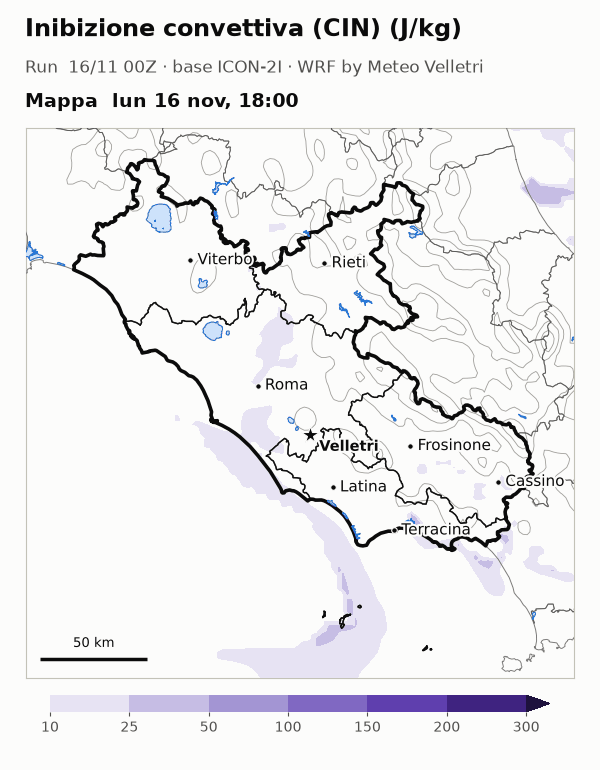 Inibizione convettiva (CIN) (J/kg)
Run  16/11 00Z · base ICON-2I · WRF by Meteo Velletri
Mappa  lun 16 nov, 18:00
Viterbo
Rieti
Roma
Velletri
Frosinone
Cassino
Latina
Terracina
50 km
10 25 50 100 150 200 300